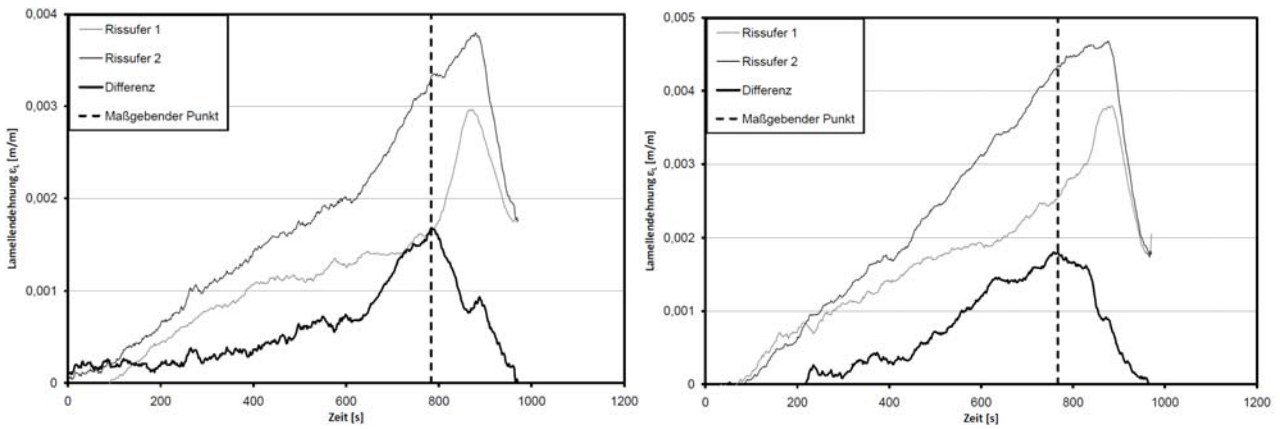 0,004
0,003
0,002
0,001
0
Lamellendehnung ε_L [m/m]
Rissufer 1
Rissufer 2
Differenz
Maßgebender Punkt
0 200 400 600 800 1000 1200
Zeit [s]
0,005
0,004
0,003
0,002
0,001
0
Lamellendehnung ε_L [m/m]
Rissufer 1
Rissufer 2
Differenz
Maßgebender Punkt
0 200 400 600 800 1000 1200
Zeit [s]